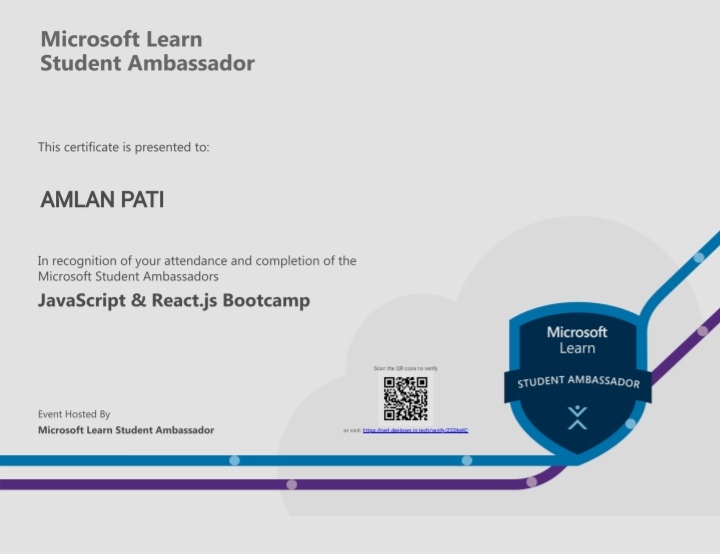 Microsoft Learn
Student Ambassador
This certificate is presented to:
AMLAN PATI
In recognition of your attendance and completion of the
Microsoft Student Ambassadors
JavaScript & React.js Bootcamp
Scan the QR code to verify
Event Hosted By
Microsoft Learn Student Ambassador
or visit:
Microsoft
Learn
STUDENT AMBASSADOR